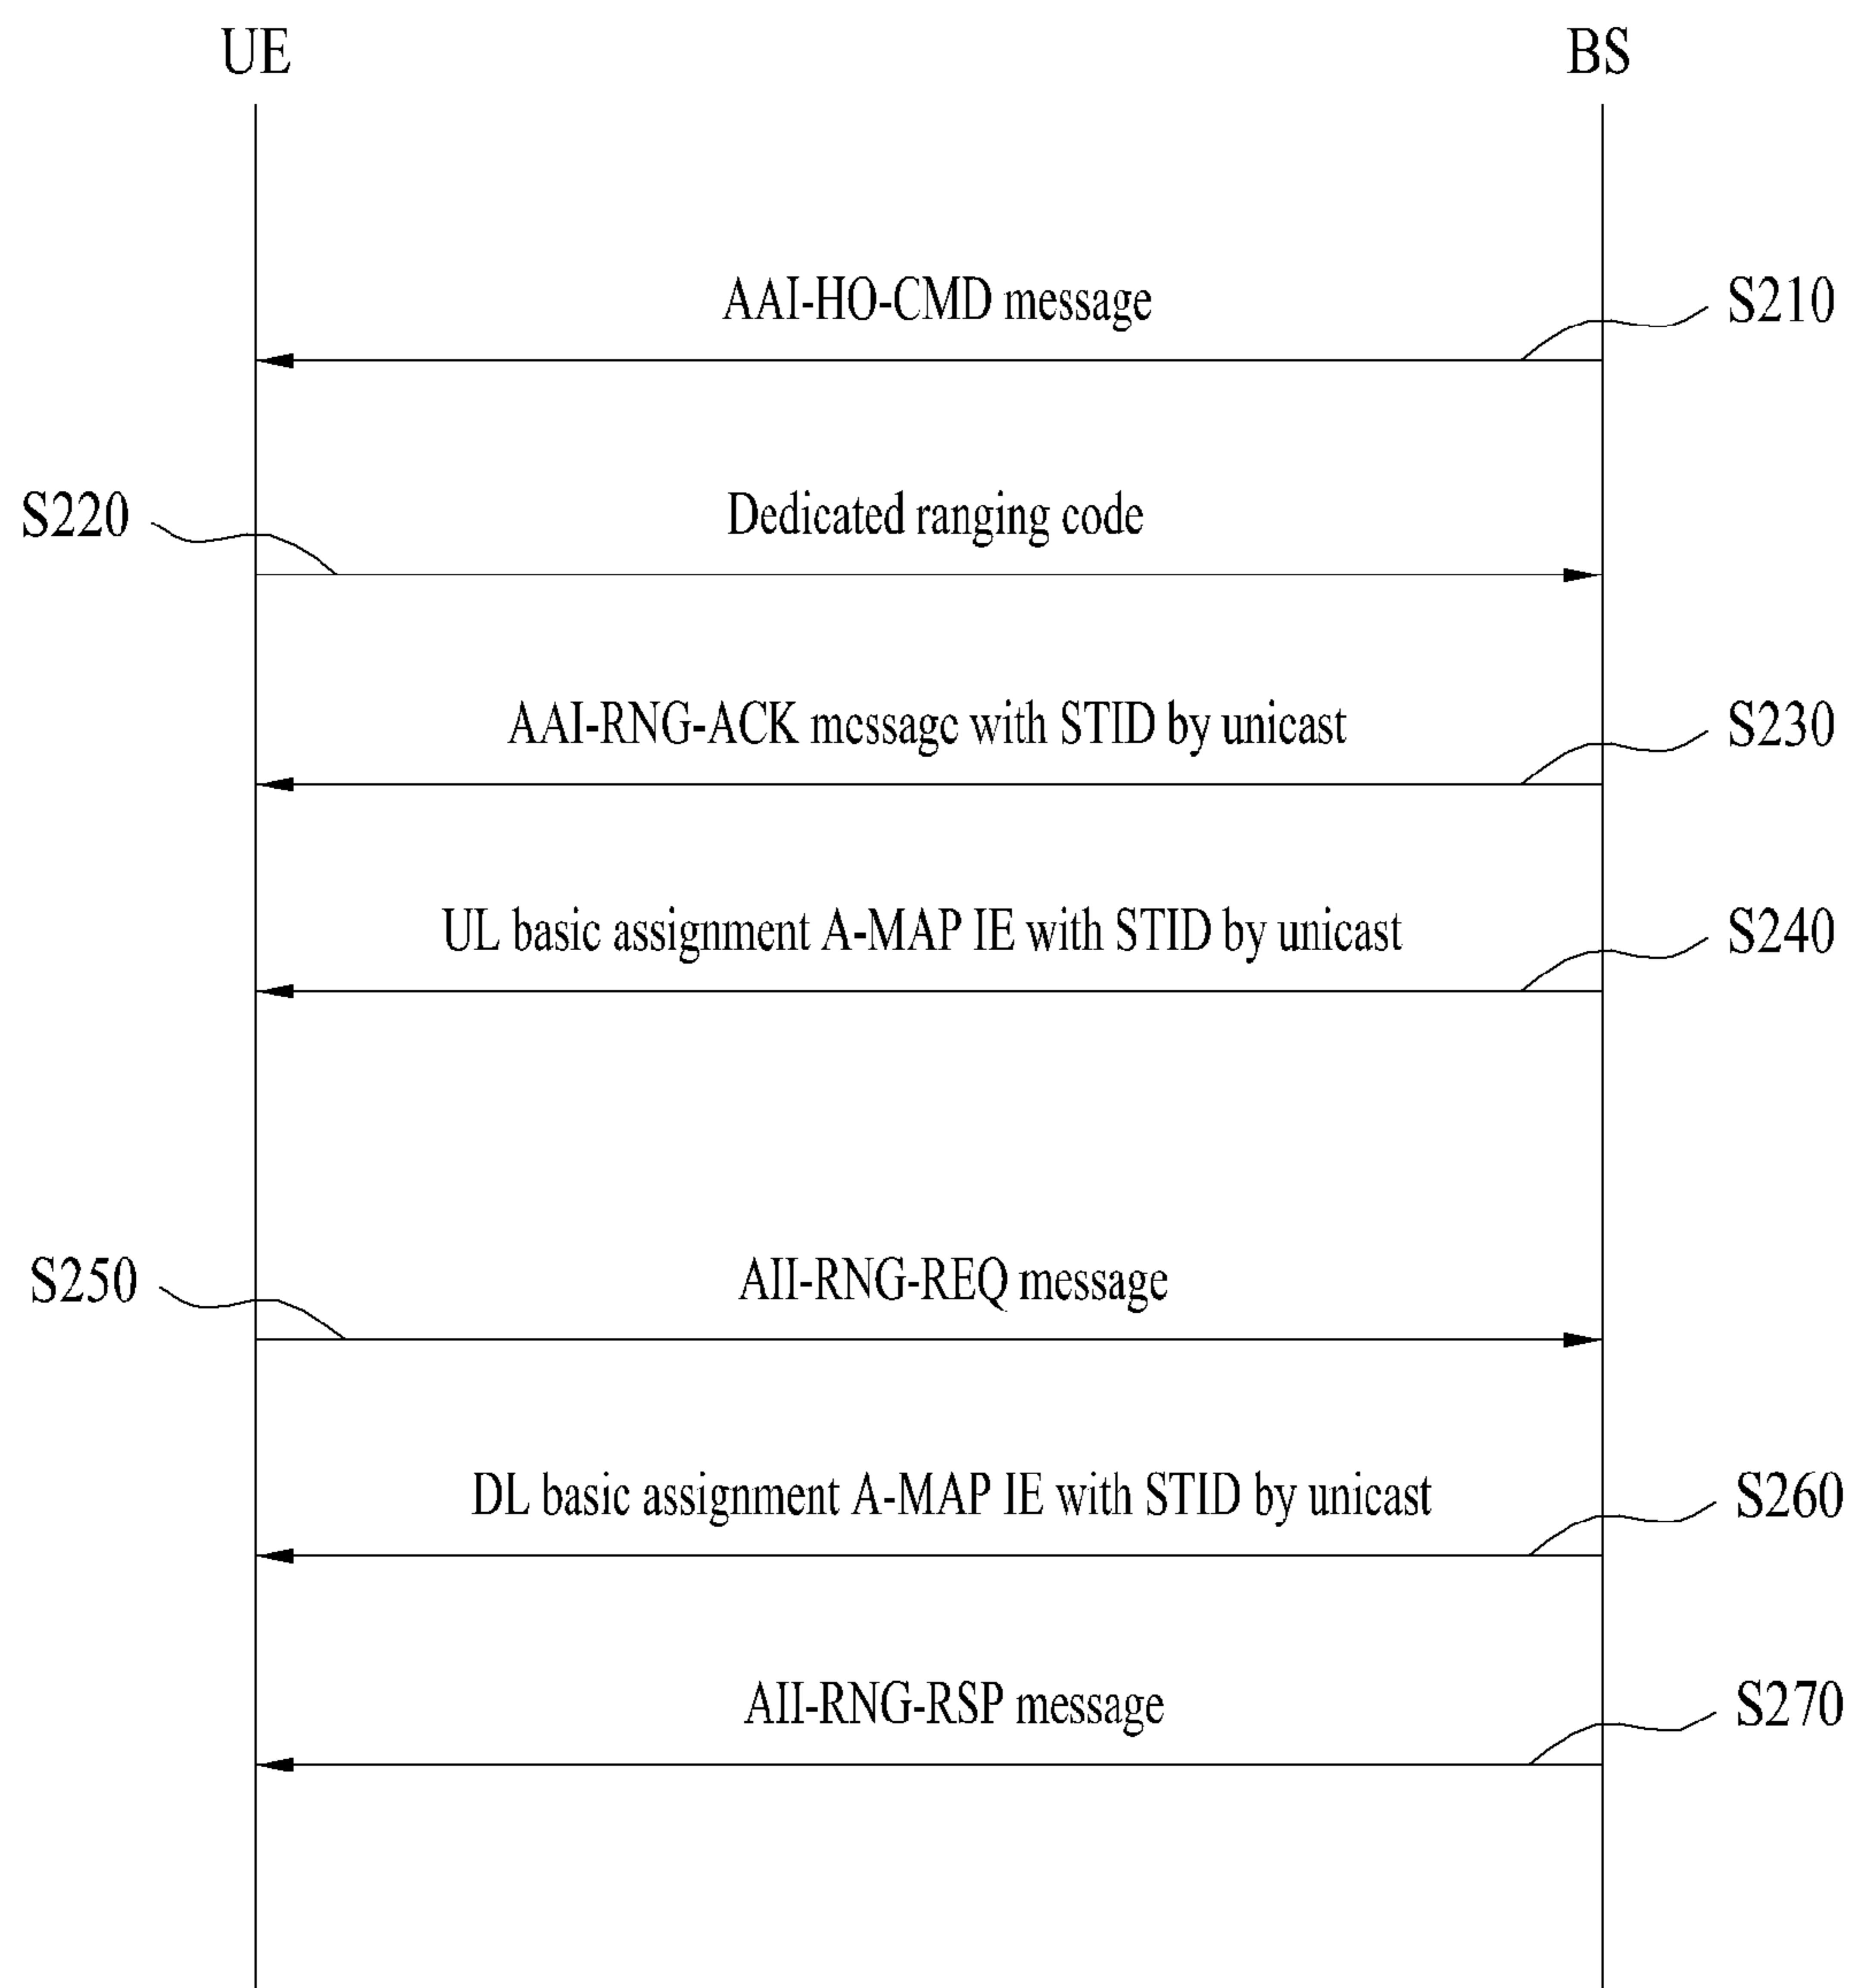 UE
BS
AAI-HO-CMD message
S210
S220
Dedicated ranging code
AAI-RNG-ACK message with STID by unicast
S230
UL basic assignment A-MAP IE with STID by unicast
S240
S250
AII-RNG-REQ message
DL basic assignment A-MAP IE with STID by unicast
S260
AII-RNG-RSP message
S270